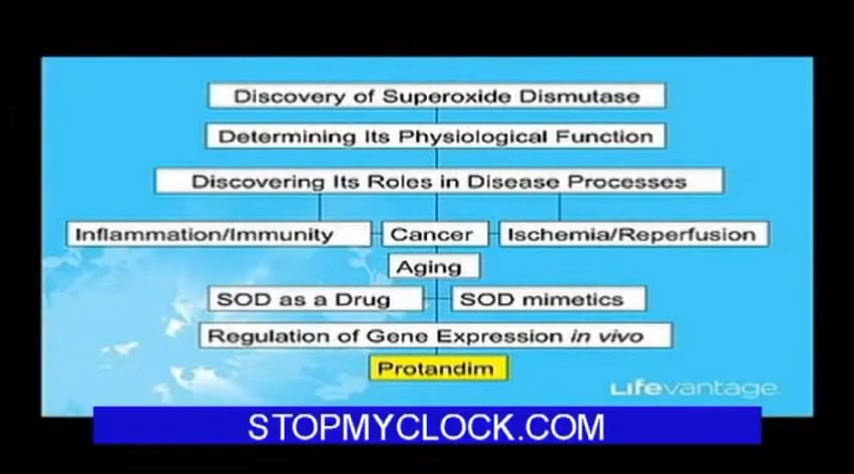 Discovery of Superoxide Dismutase
Determining Its Physiological Function
Discovering Its Roles in Disease Processes
Inflammation/Immunity
Cancer
Ischemia/Reperfusion
Aging
SOD as a Drug
SOD mimetics
Regulation of Gene Expression in vivo
Protandim
Lifevantage
STOPMYCLOCK.COM